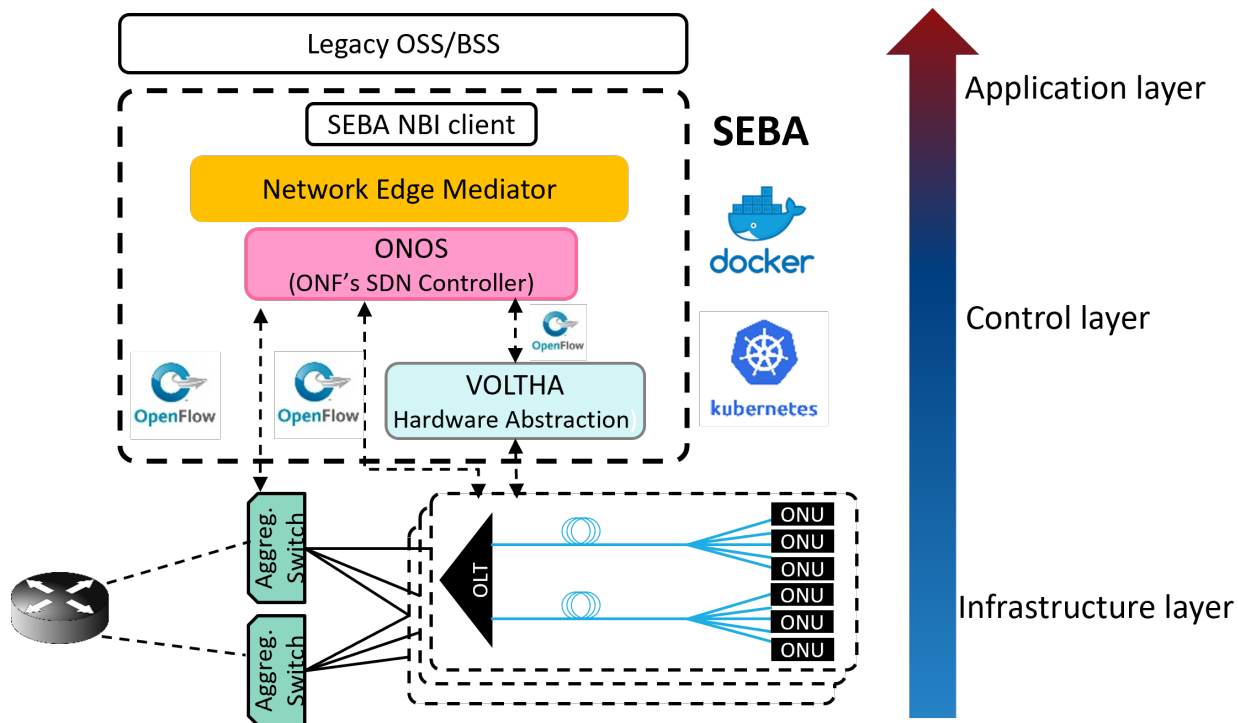 Legacy OSS/BSS
SEBA NBI client
SEBA
Network Edge Mediator
docker
ONOS
(ONF's SDN Controller)
OpenFlow
OpenFlow
OpenFlow
VOLTHA
Hardware Abstraction)
kubernetes
Application layer
Control layer
Infrastructure layer
Aggreg.
Switch
Aggreg.
Switch
OLT
ONU
ONU
ONU
ONU
ONU
ONU